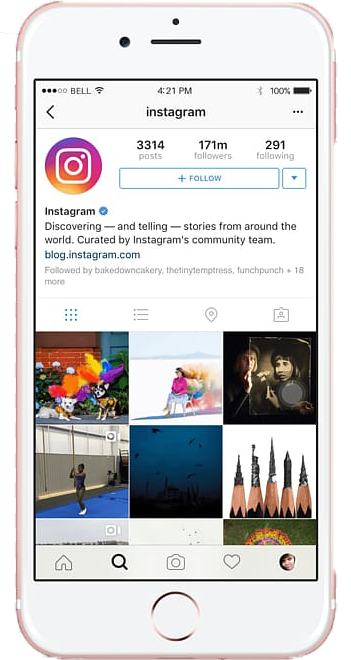 BELL 4:21 PM 100%
instagram
3314 171m 291
posts followers following
+ FOLLOW
Instagram
Discovering — and telling — stories from around the
world. Curated by Instagram's community team.
blog.instagram.com
Followed by bakedowncakery, thetinytemptress, funchpunch + 18
more